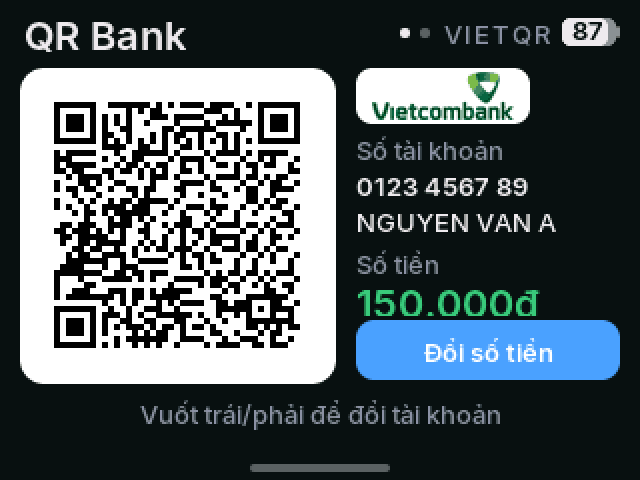 QR Bank
VIETQR 87
Vietcombank
Số tài khoản
0123 4567 89
NGUYEN VAN A
Số tiền
150.000đ
Đổi số tiền
Vuốt trái/phải để đổi tài khoản